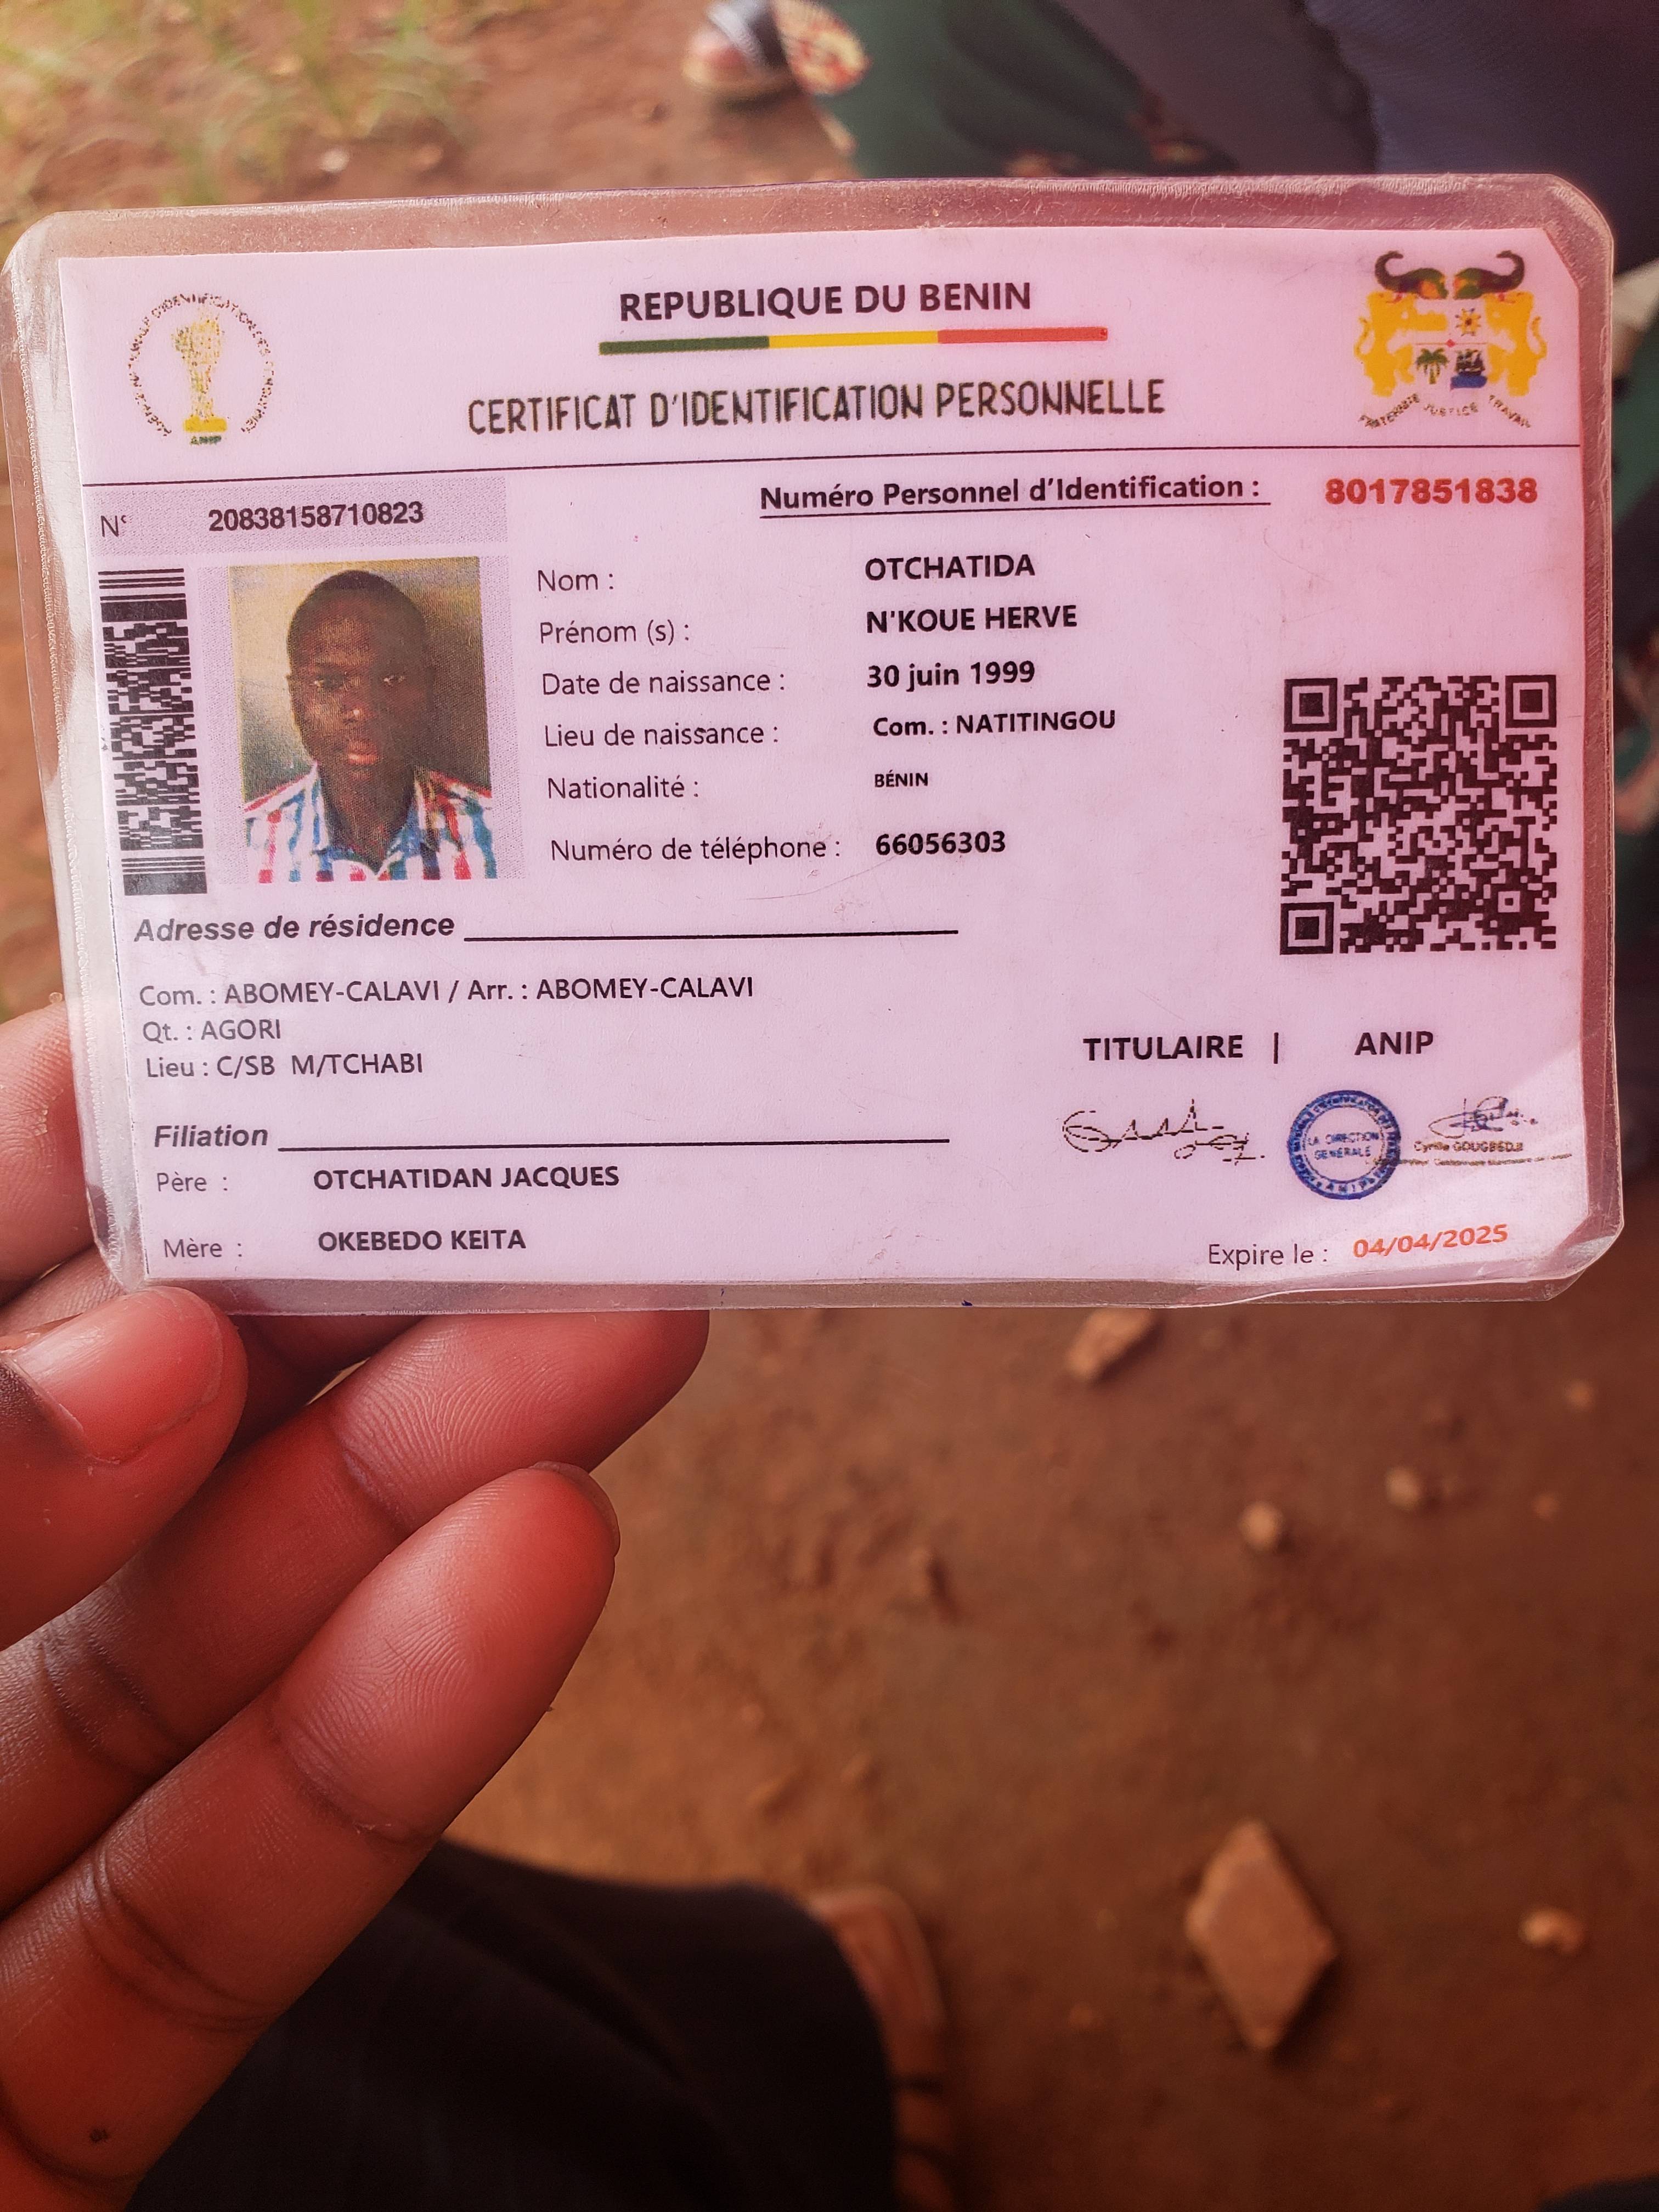 REPUBLIQUE DU BENIN
CERTIFICAT D'IDENTIFICATION PERSONNELLE
ANIP
FRATERNITE JUSTICE TRAVAIL
N° 20838158710823
Numéro Personnel d'Identification : 8017851838
Nom : OTCHATIDA
Prénom (s) : N'KOUE HERVE
Date de naissance : 30 juin 1999
Lieu de naissance : Com. : NATITINGOU
Nationalité : BÉNIN
Numéro de téléphone : 66056303
Adresse de résidence
Com. : ABOMEY-CALAVI / Arr. : ABOMEY-CALAVI
Qt. : AGORI
Lieu : C/SB M/TCHABI
TITULAIRE | ANIP
LA DIRECTION
GENERALE
Cyrille GOUGBEDJI
Filiation
Père : OTCHATIDAN JACQUES
Mère : OKEBEDO KEITA
Expire le : 04/04/2025